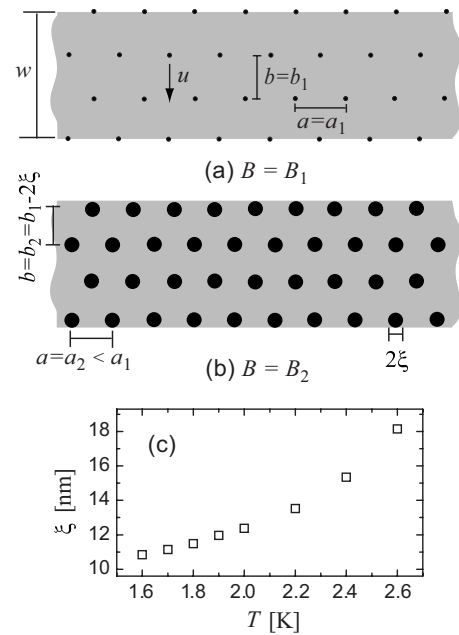 w
u
b=b₁
a=a₁
(a) B = B₁
b=b₂=b₁-2ξ
a=a₂ < a₁
(b) B = B₂
2ξ
(c)
ξ [nm]
18
16
14
12
10
1.6 1.8 2.0 2.2 2.4 2.6
T [K]